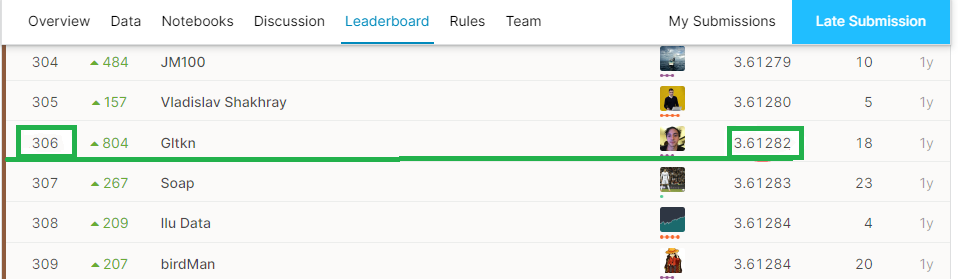 Overview Data Notebooks Discussion Leaderboard Rules Team My Submissions Late Submission
304 484 JM100 3.61279 10 1y
305 157 Vladislav Shakhray 3.61280 5 1y
306 804 Gltkn 3.61282 18 1y
307 267 Soap 3.61283 23 1y
308 209 Ilu Data 3.61284 4 1y
309 207 birdMan 3.61284 20 1y